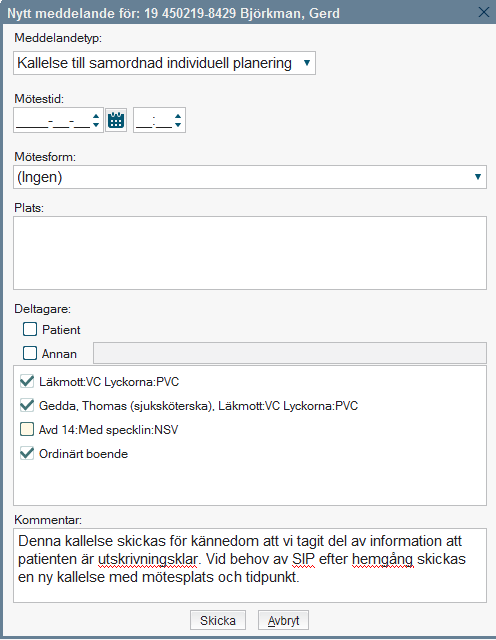 Nytt meddelande för: 19 450219-8429 Björkman, Gerd
Meddelandetyp:
Kallelse till samordnad individuell planering
Mötestid:
____-__-__ __:__
Mötesform:
(Ingen)
Plats:
Deltagare:
Patient
Annan
Läkmott:VC Lyckorna:PVC
Gedda, Thomas (sjuksköterska), Läkmott:VC Lyckorna:PVC
Avd 14:Med specklin:NSV
Ordinärt boende
Kommentar:
Denna kallelse skickas för kännedom att vi tagit del av information att
patienten är utskrivningsklar. Vid behov av SIP efter hemgång skickas
en ny kallelse med mötesplats och tidpunkt.
Skicka Avbryt